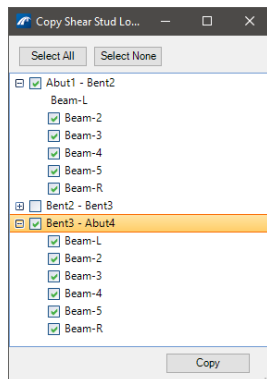 Copy Shear Stud Lo...
Select All Select None
Abut1 - Bent2
Beam-L
Beam-2
Beam-3
Beam-4
Beam-5
Beam-R
Bent2 - Bent3
Bent3 - Abut4
Beam-L
Beam-2
Beam-3
Beam-4
Beam-5
Beam-R
Copy